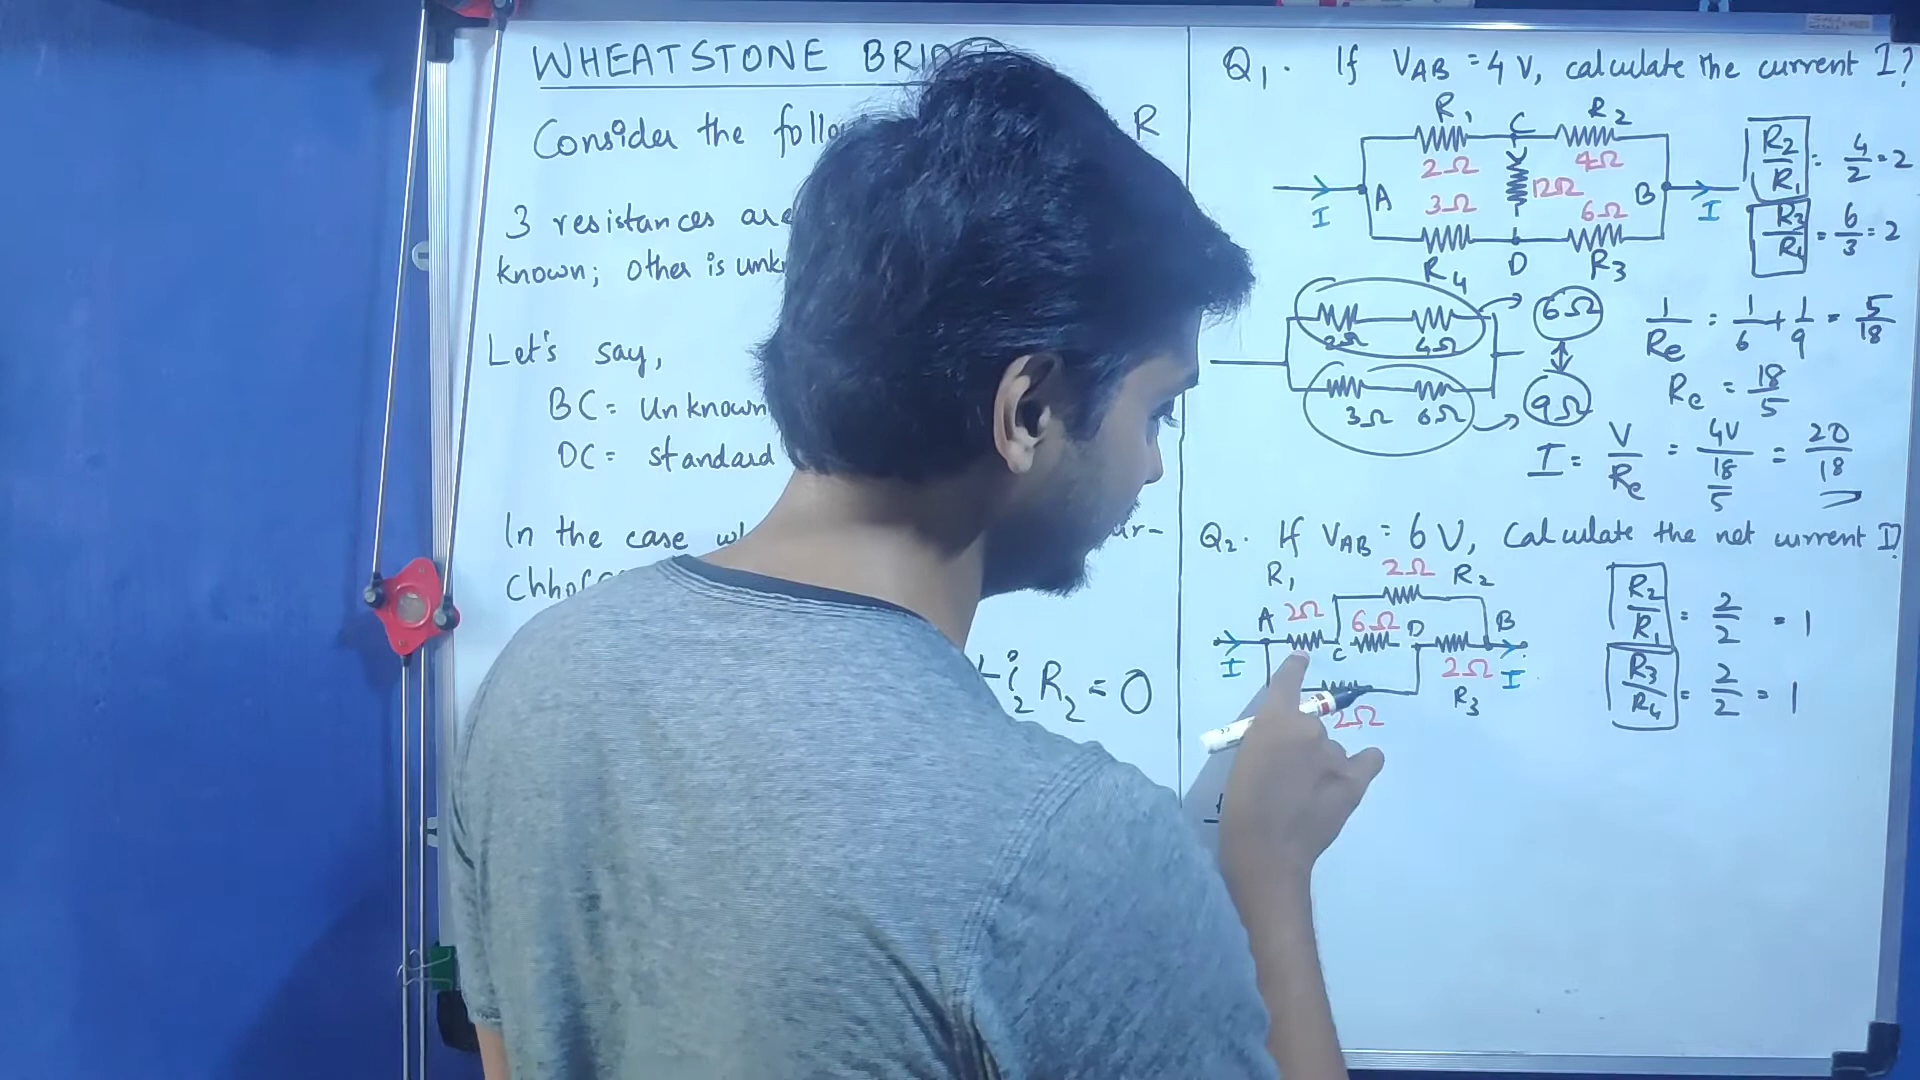 WHEATSTONE
Consider the R
3 resistances are
known; other is
Let's say,
BC = Unknown
DC = standard
In the case
i2 R2 = 0
Q1. If VAB = 4 V, calculate the current I?
R1 C R2
2Ω 4Ω
12Ω
A B
I I
3Ω 6Ω
R4 D R3
R2/R1 = 4/2 = 2
R3/R4 = 6/3 = 2
2Ω 4Ω 6Ω
3Ω 6Ω 9Ω
1/Re = 1/6 + 1/9 = 5/18
Re = 18/5
I = V/Re = 4V/18/5 = 20/18
Q2. If VAB = 6 V, Calculate the net current I?
R1 2Ω R2
A 2Ω 6Ω D B
I C 2Ω I
2Ω R3
R2/R1 = 2/2 = 1
R3/R4 = 2/2 = 1